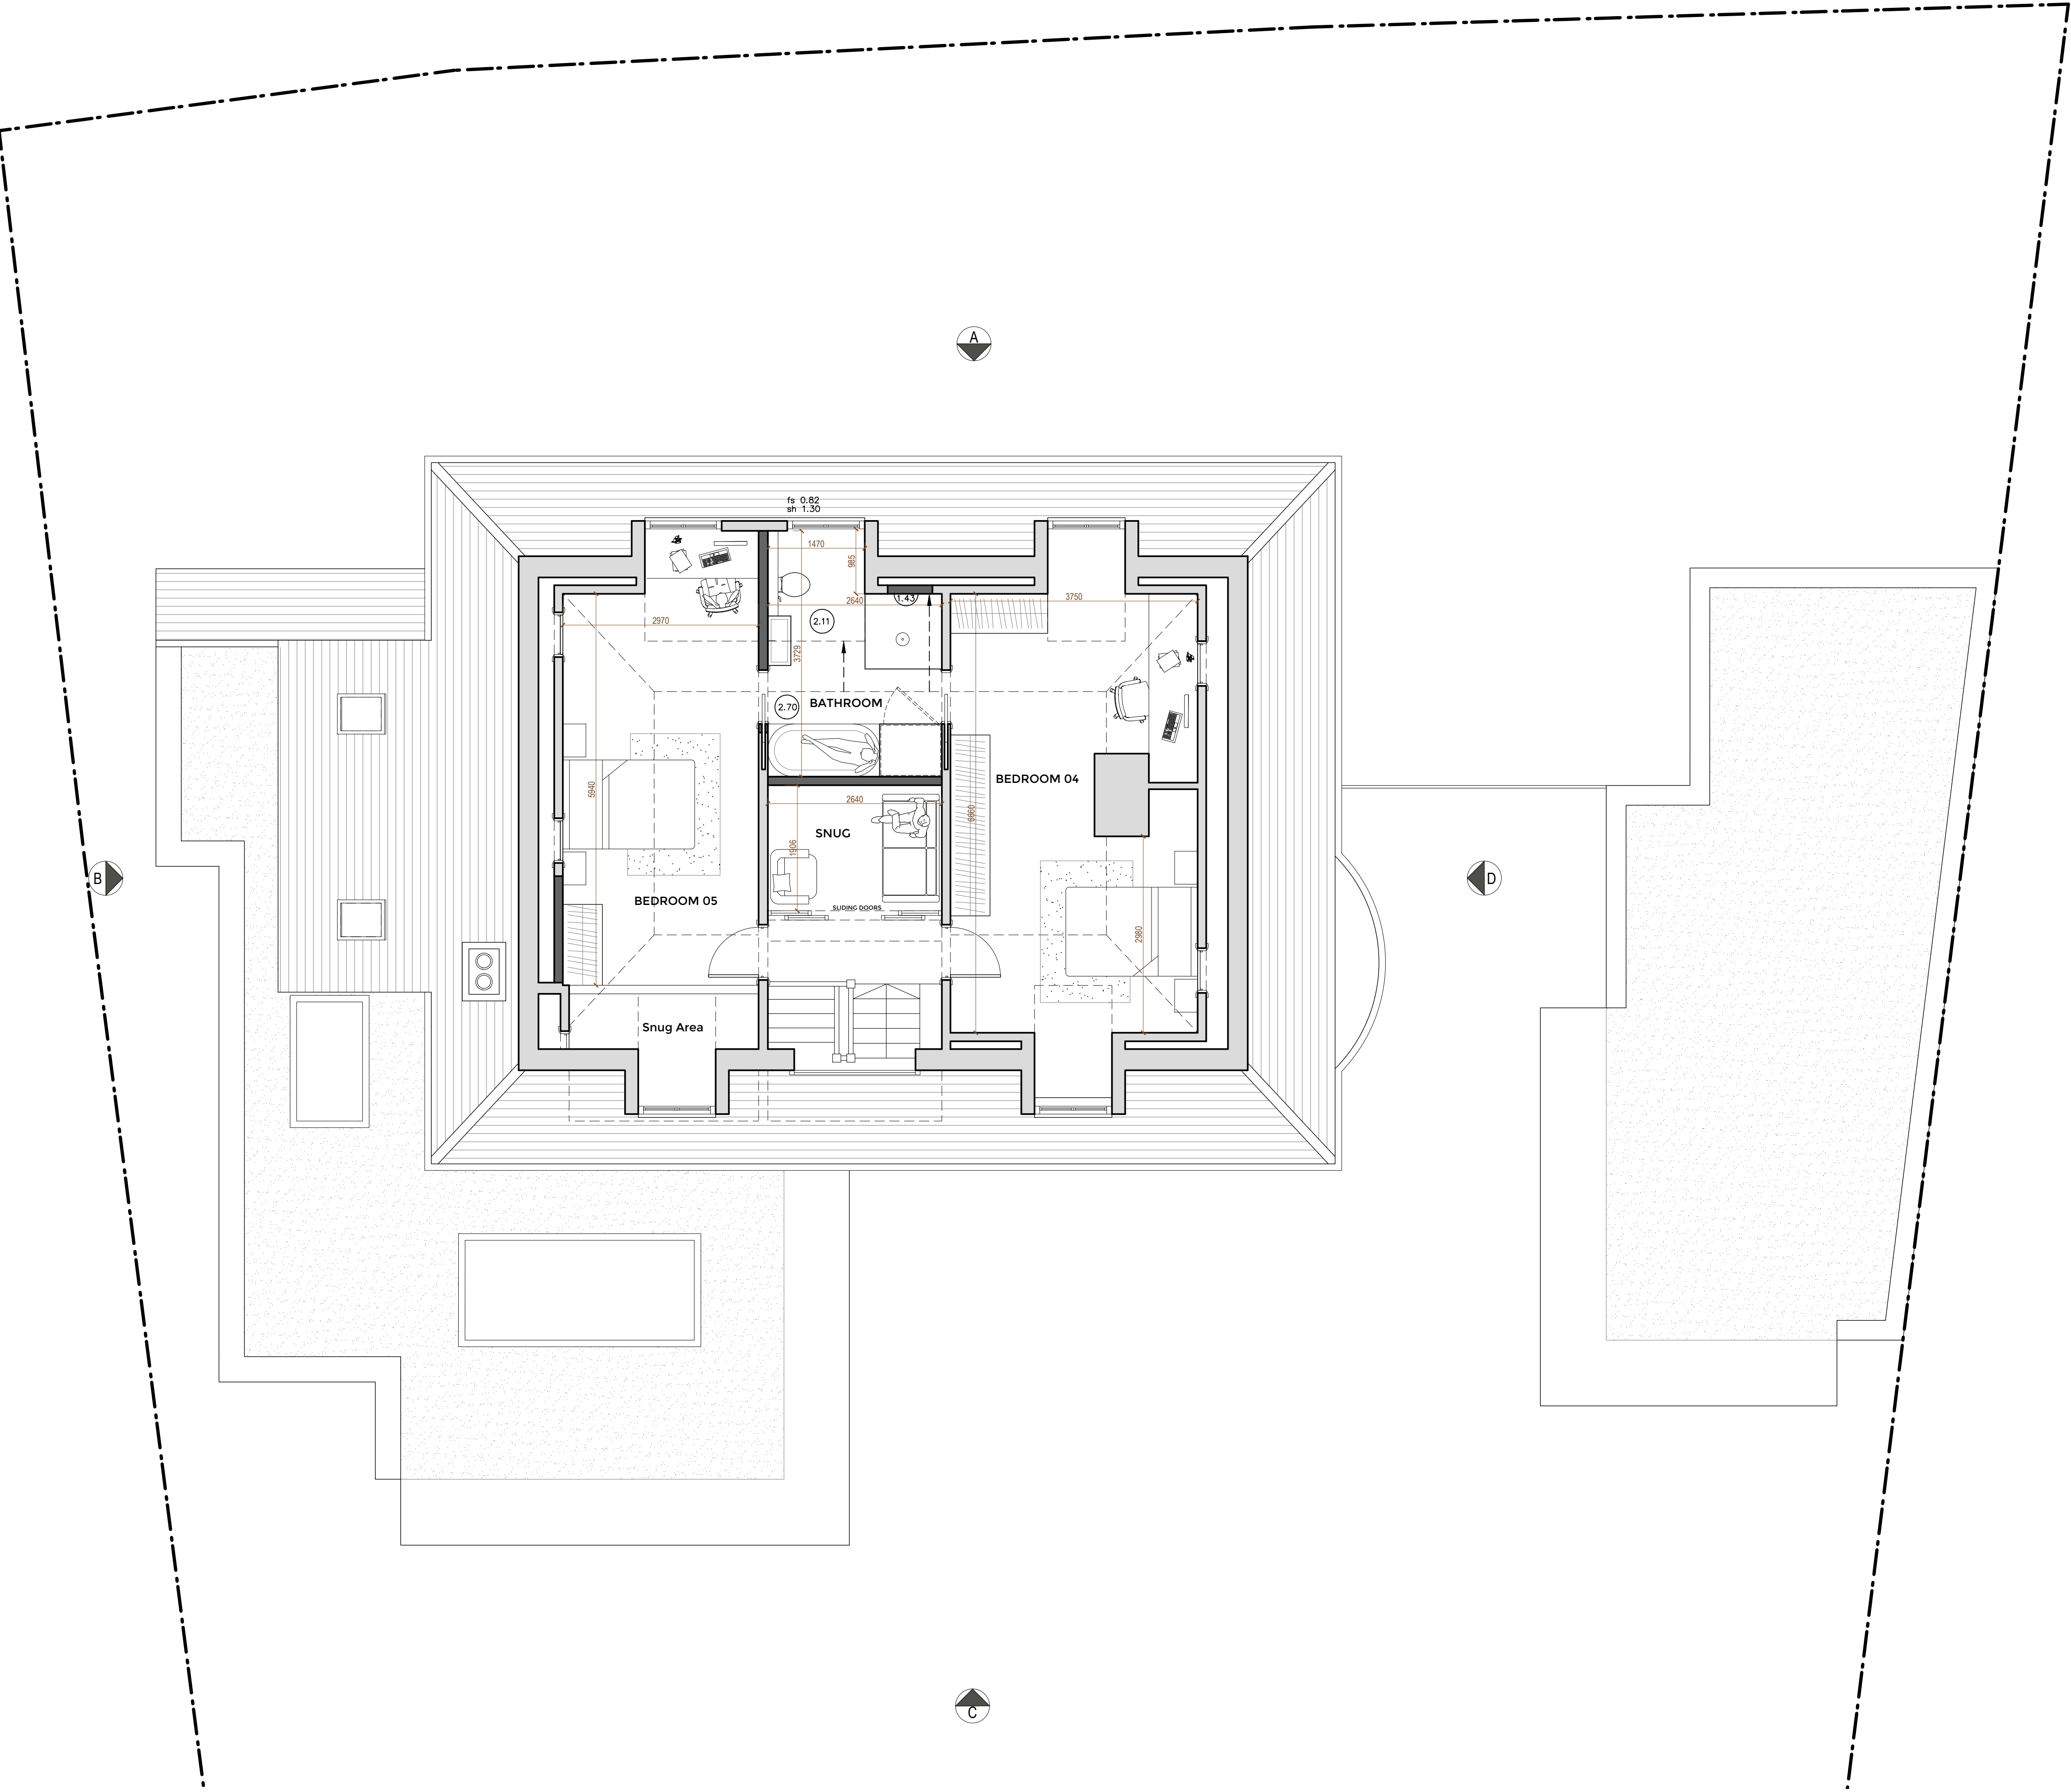 A
fs 0.82
sh 1.30
1470
985
1.43
2640
3750
2970
2.11
3729
2.70
BATHROOM
BEDROOM 04
5940
2640
6660
SNUG
1906
B
D
BEDROOM 05
SLIDING DOORS
2980
Snug Area
C